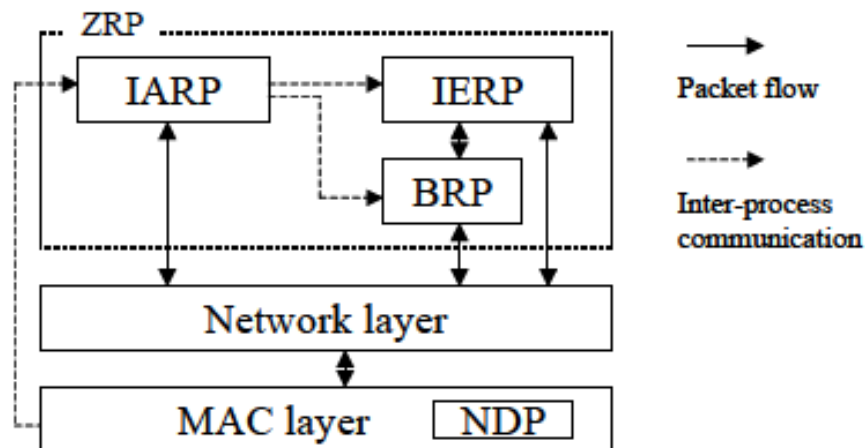 ZRP
IARP
IERP
Packet flow
BRP
Inter-process
communication
Network layer
MAC layer
NDP